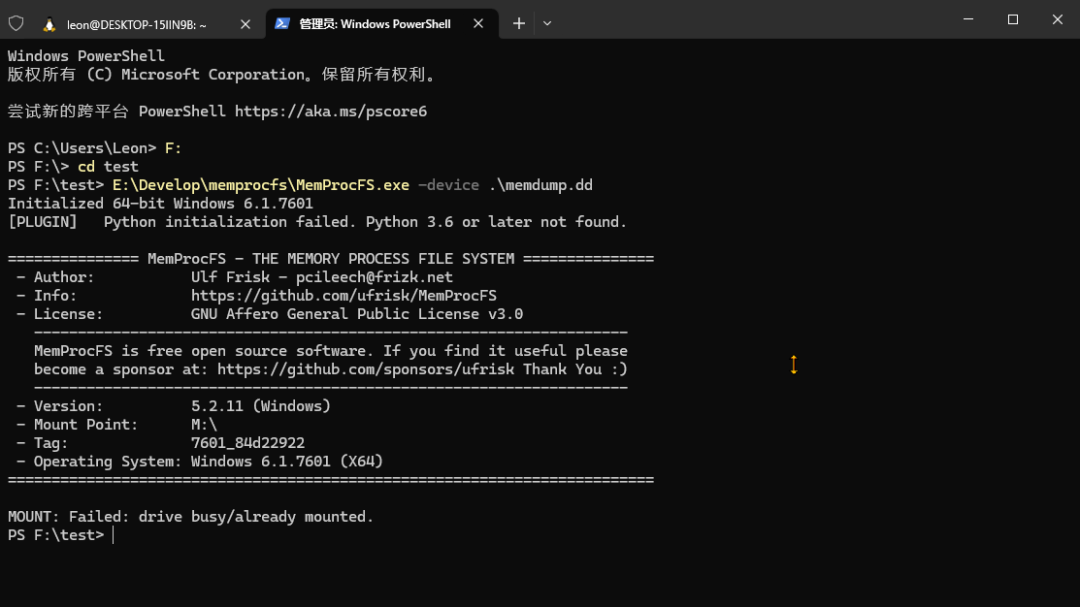 leon@DESKTOP-15IIN9B: ~
管理员: Windows PowerShell
Windows PowerShell
版权所有 (C) Microsoft Corporation。保留所有权利。
尝试新的跨平台 PowerShell https://aka.ms/pscore6
PS C:\Users\Leon> F:
PS F:\> cd test
PS F:\test> E:\Develop\memprocfs\MemProcFS.exe -device .\memdump.dd
Initialized 64-bit Windows 6.1.7601
[PLUGIN]   Python initialization failed. Python 3.6 or later not found.
=============== MemProcFS - THE MEMORY PROCESS FILE SYSTEM ===============
 - Author:           Ulf Frisk - pcileech@frizk.net
 - Info:             https://github.com/ufrisk/MemProcFS
 - License:          GNU Affero General Public License v3.0
   --------------------------------------------------------------------
   MemProcFS is free open source software. If you find it useful please
   become a sponsor at: https://github.com/sponsors/ufrisk Thank You :)
   --------------------------------------------------------------------
 - Version:          5.2.11 (Windows)
 - Mount Point:      M:\
 - Tag:              7601_84d22922
 - Operating System: Windows 6.1.7601 (X64)
==========================================================================
MOUNT: Failed: drive busy/already mounted.
PS F:\test>